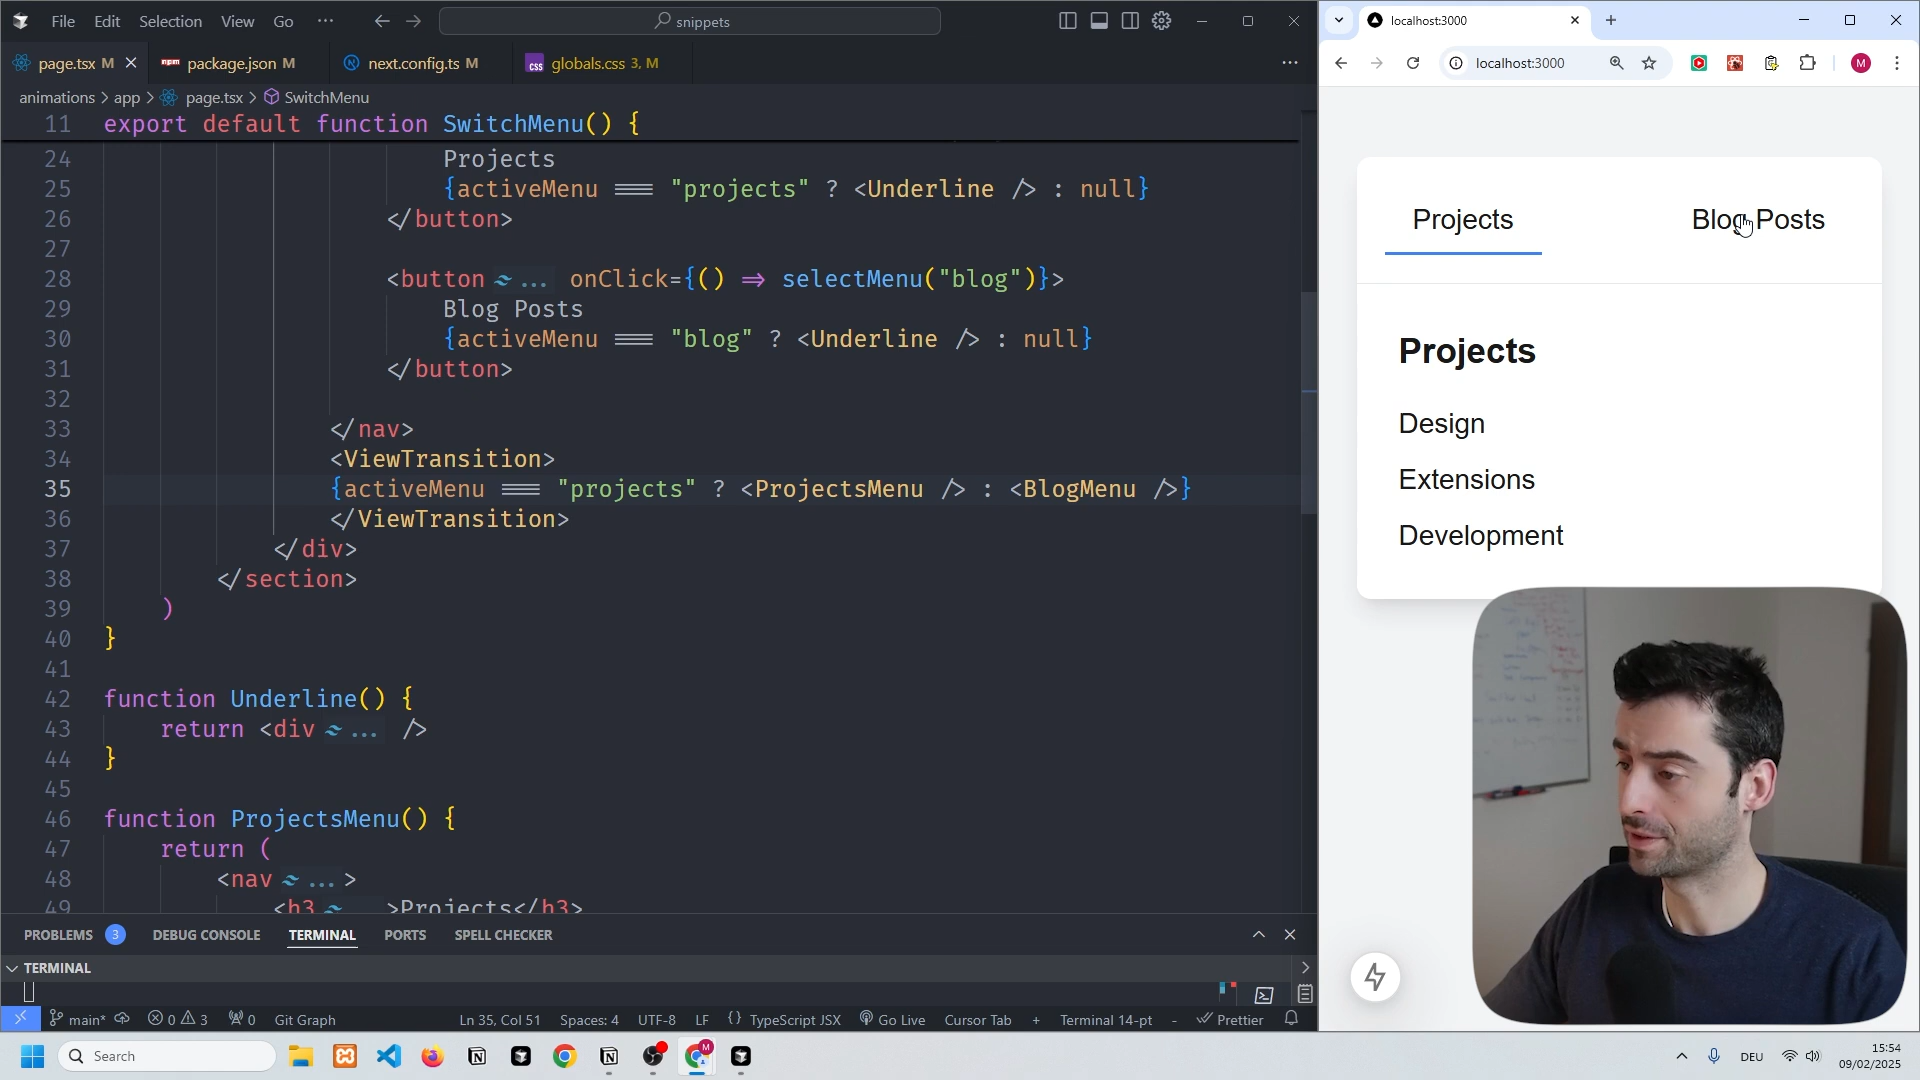 File Edit Selection View Go ··· snippets
page.tsx M package.json M next.config.ts M globals.css 3, M
animations > app > page.tsx > SwitchMenu
11 export default function SwitchMenu() {
24 Projects
25 {activeMenu === "projects" ? <Underline /> : null}
26 </button>
27
28 <button ... onClick={() => selectMenu("blog")}>
29 Blog Posts
30 {activeMenu === "blog" ? <Underline /> : null}
31 </button>
32
33 </nav>
34 <ViewTransition>
35 {activeMenu === "projects" ? <ProjectsMenu /> : <BlogMenu />}
36 </ViewTransition>
37 </div>
38 </section>
39 )
40 }
41
42 function Underline() {
43 return <div ... />
44 }
45
46 function ProjectsMenu() {
47 return (
48 <nav ... >
49 <h3 >Projects</h3>
PROBLEMS 3 DEBUG CONSOLE TERMINAL PORTS SPELL CHECKER
TERMINAL
main* 0 3 0 Git Graph Ln 35, Col 51 Spaces: 4 UTF-8 LF {} TypeScript JSX Go Live Cursor Tab + Terminal 14-pt - Prettier
localhost:3000
localhost:3000 M
Projects Blog Posts
Projects
Design
Extensions
Development
Search M DEU 15:54
09/02/2025